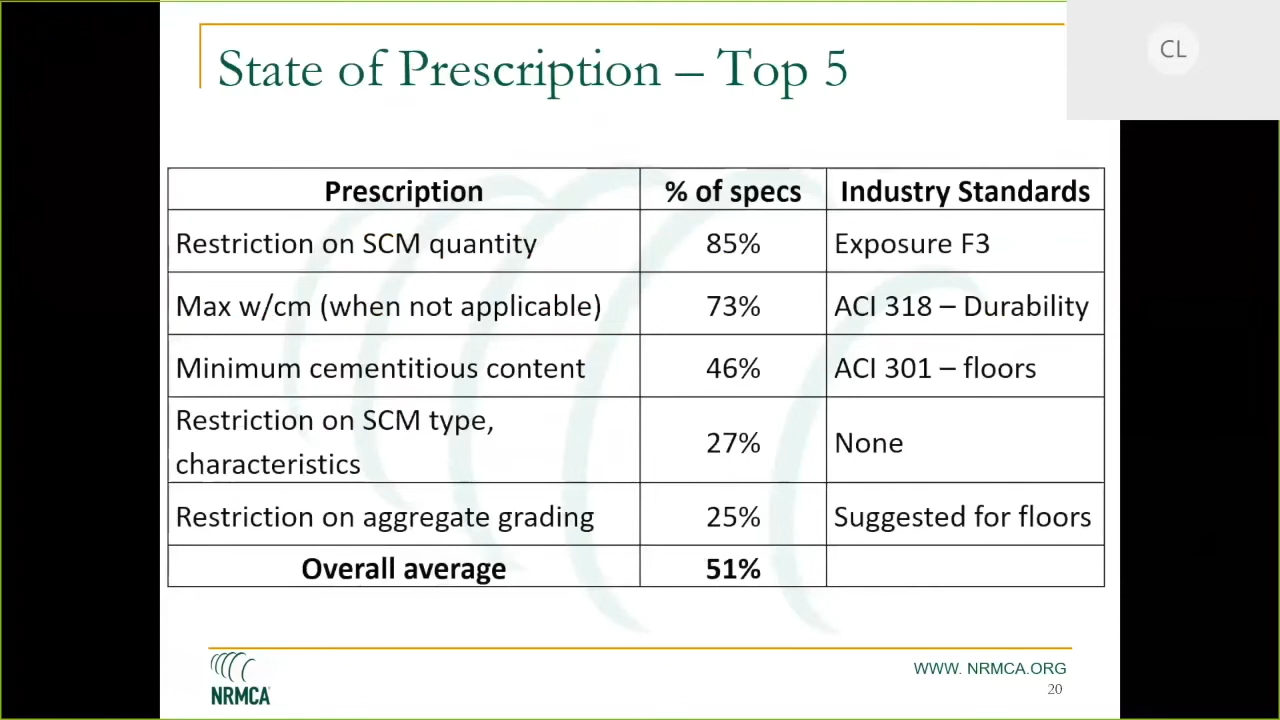 State of Prescription – Top 5
CL
Prescription % of specs Industry Standards
Restriction on SCM quantity 85% Exposure F3
Max w/cm (when not applicable) 73% ACI 318 – Durability
Minimum cementitious content 46% ACI 301 – floors
Restriction on SCM type,
characteristics 27% None
Restriction on aggregate grading 25% Suggested for floors
Overall average 51%
NRMCA
WWW. NRMCA.ORG
20